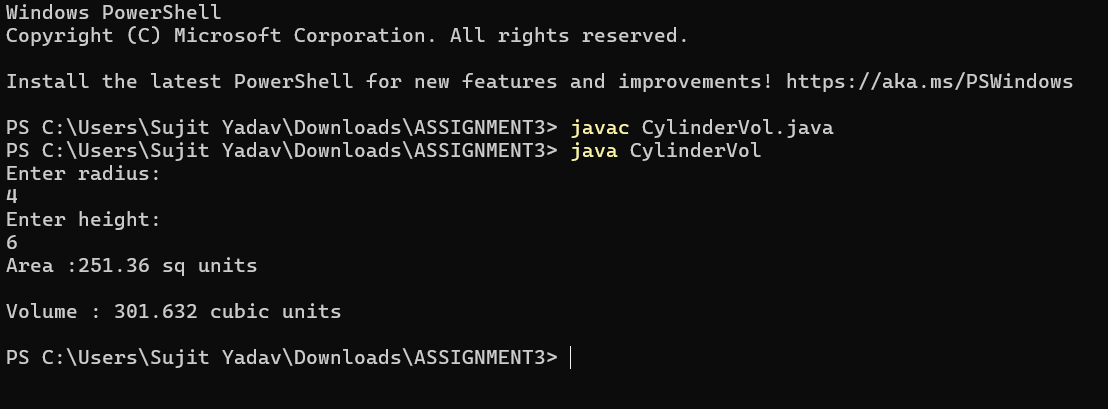 Windows PowerShell
Copyright (C) Microsoft Corporation. All rights reserved.
Install the latest PowerShell for new features and improvements! https://aka.ms/PSWindows
PS C:\Users\Sujit Yadav\Downloads\ASSIGNMENT3> javac CylinderVol.java
PS C:\Users\Sujit Yadav\Downloads\ASSIGNMENT3> java CylinderVol
Enter radius:
4
Enter height:
6
Area :251.36 sq units
Volume : 301.632 cubic units
PS C:\Users\Sujit Yadav\Downloads\ASSIGNMENT3>